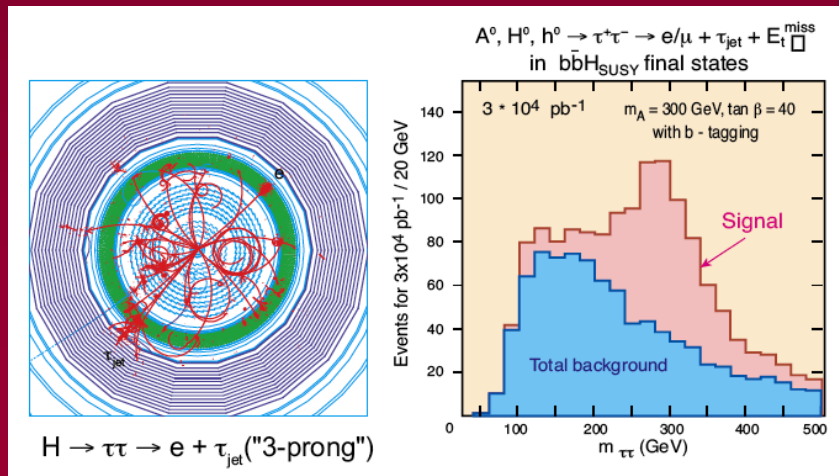 e
τjet
H → ττ → e + τjet("3-prong")
A⁰, H⁰, h⁰ → τ⁺τ⁻ → e/μ + τjet + Et miss
in bb̄HSUSY final states
3 * 10⁴ pb⁻¹
mA = 300 GeV, tan β = 40
with b - tagging
Signal
Total background
Events for 3x10⁴ pb⁻¹ / 20 GeV
140
120
100
80
60
40
20
0 100 200 300 400 500
mττ (GeV)